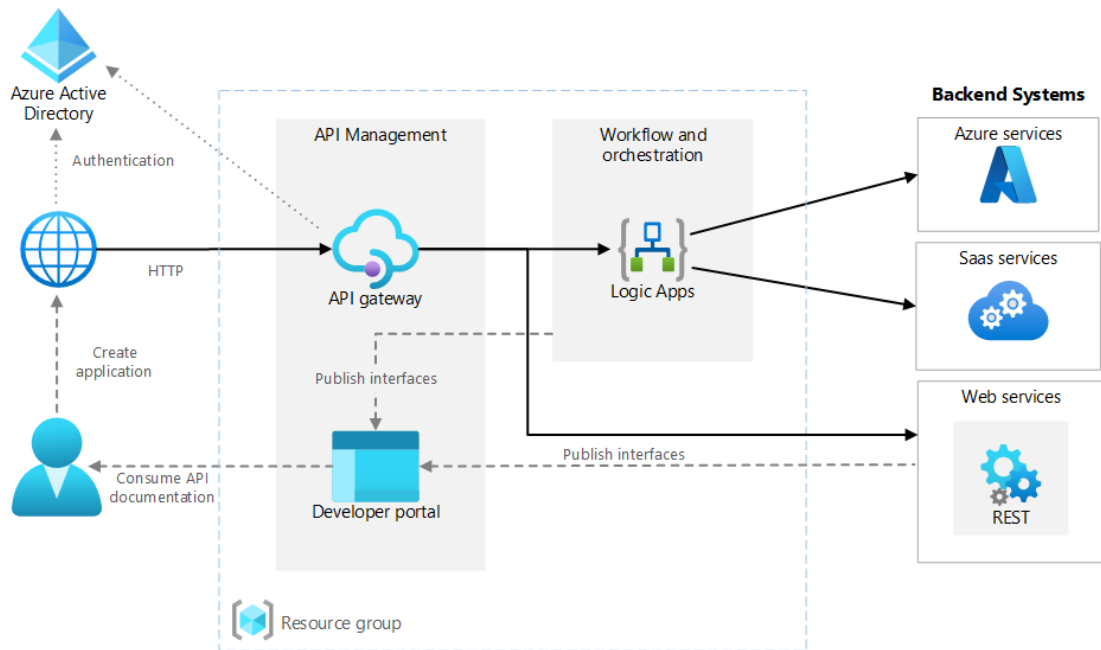 Azure Active
Directory
Authentication
HTTP
Create
application
Consume API
documentation
API Management
API gateway
Publish interfaces
Developer portal
Resource group
Workflow and
orchestration
Logic Apps
Publish interfaces
Backend Systems
Azure services
Saas services
Web services
REST